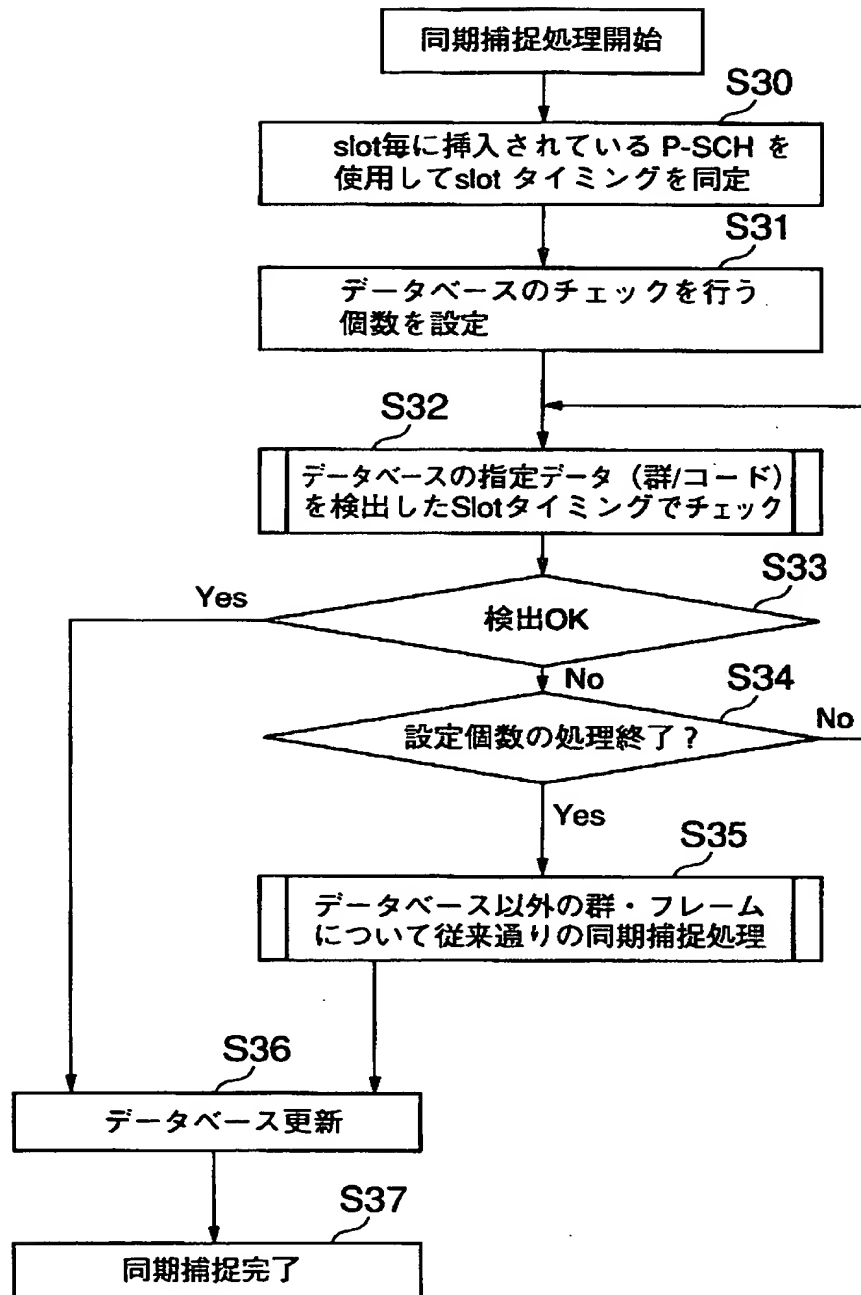 同期捕捉処理開始
S30
slot毎に挿入されている P-SCH を
使用してslot タイミングを同定
S31
データベースのチェックを行う
個数を設定
S32
データベースの指定データ（群/コード）
を検出したSlotタイミングでチェック
S33
Yes
検出OK
No
S34
設定個数の処理終了？
No
Yes
S35
データベース以外の群・フレーム
について従来通りの同期捕捉処理
S36
データベース更新
S37
同期捕捉完了